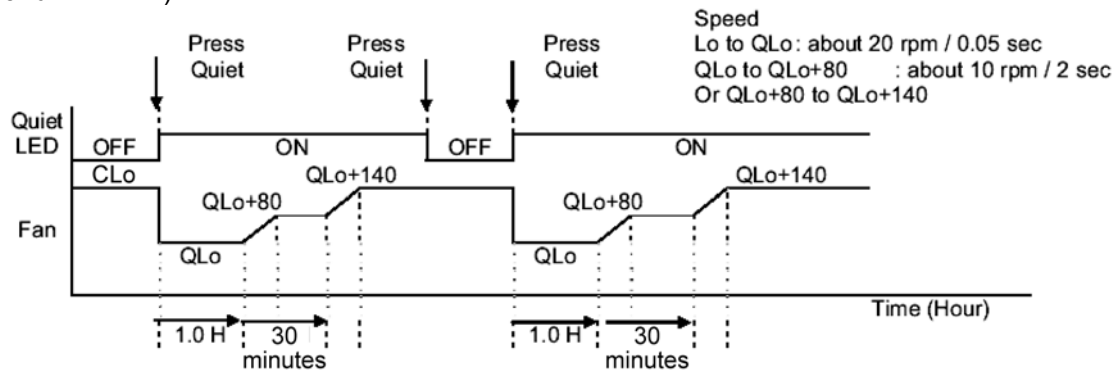 Press Quiet
Press Quiet
Press Quiet
Speed
Lo to QLo: about 20 rpm / 0.05 sec
QLo to QLo+80 : about 10 rpm / 2 sec
Or QLo+80 to QLo+140
Quiet LED
OFF
ON
OFF
ON
CLo
QLo+80
QLo+140
QLo+80
QLo+140
Fan
QLo
QLo
Time (Hour)
1.0 H
30 minutes
1.0 H
30 minutes